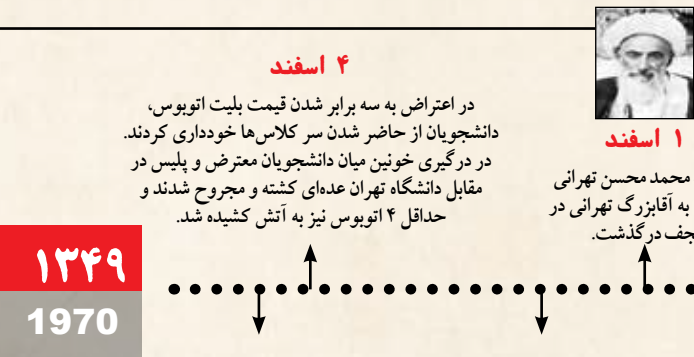 ۱ اسفند
محمد محسن تهرانی
به آقابزرگ تهرانی در
جف درگذشت.
۴ اسفند
در اعتراض به سه برابر شدن قیمت بلیت اتوبوس،
دانشجویان از حاضر شدن سر کلاس‌ها خودداری کردند.
در درگیری خونین میان دانشجویان معترض و پلیس در
مقابل دانشگاه تهران عده‌ای کشته و مجروح شدند و
حداقل ۴ اتوبوس نیز به آتش کشیده شد.
۱۳۴۹
1970